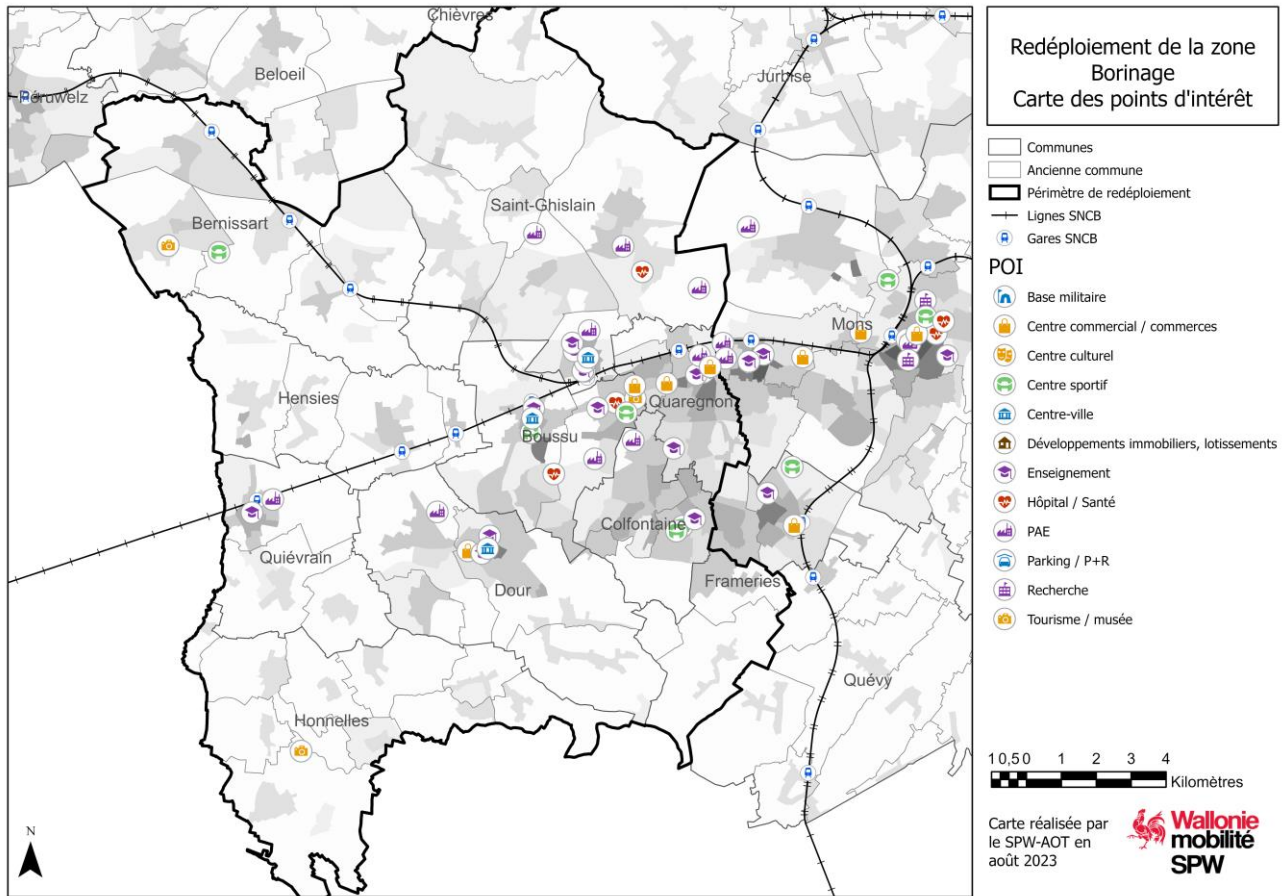 Chièvres
Beloeil
Jurbise
Péruwelz
Bernissart
Saint-Ghislain
Mons
Hensies
Quaregnon
Boussu
Quiévrain
Colfontaine
Dour
Frameries
Quévy
Honnelles
N
Redéploiement de la zone
Borinage
Carte des points d'intérêt
Communes
Ancienne commune
Périmètre de redéploiement
Lignes SNCB
Gares SNCB
POI
Base militaire
Centre commercial / commerces
Centre culturel
Centre sportif
Centre-ville
Développements immobiliers, lotissements
Enseignement
Hôpital / Santé
PAE
Parking / P+R
Recherche
Tourisme / musée
1 0,5 0 1 2 3 4
Kilomètres
Carte réalisée par
le SPW-AOT en
août 2023
Wallonie
mobilité
SPW